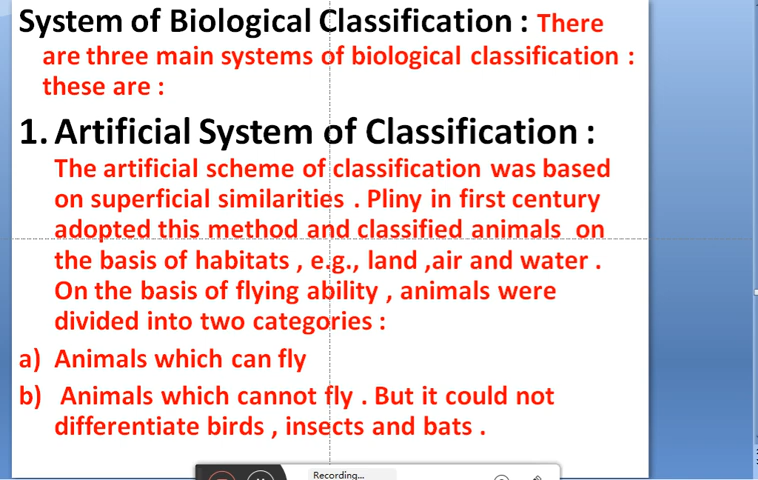 System of Biological Classification : There
are three main systems of biological classification :
these are :
1. Artificial System of Classification :
The artificial scheme of classification was based
on superficial similarities . Pliny in first century
adopted this method and classified animals on
the basis of habitats , e.g., land ,air and water .
On the basis of flying ability , animals were
divided into two categories :
a) Animals which can fly
b) Animals which cannot fly . But it could not
differentiate birds , insects and bats .
Recording...